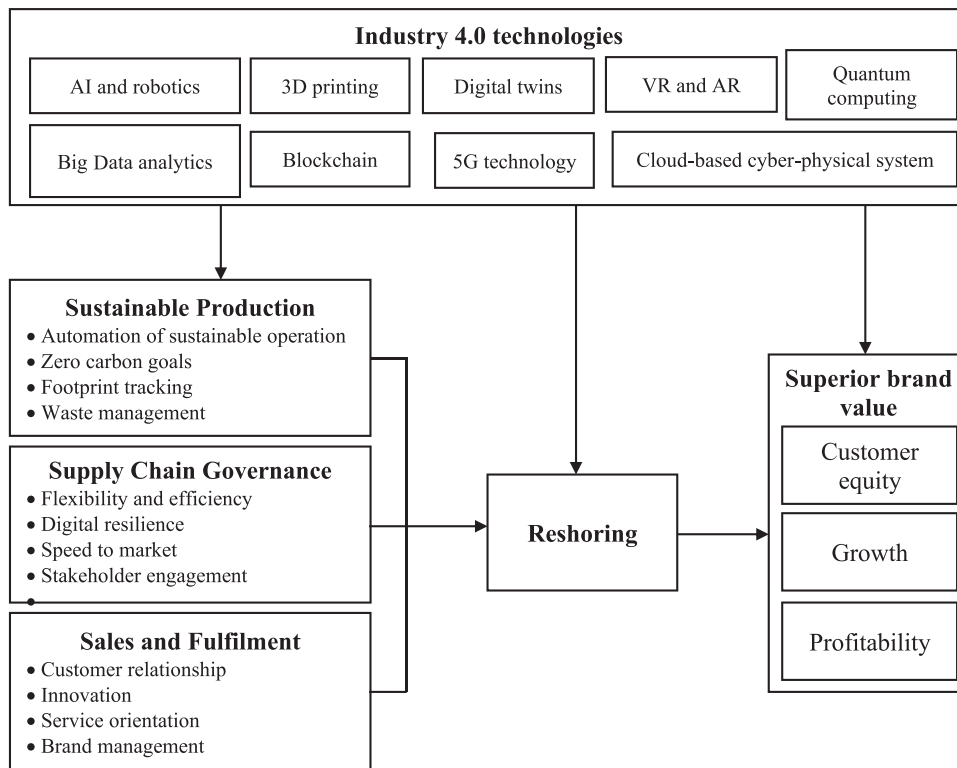 Industry 4.0 technologies
AI and robotics
3D printing
Digital twins
VR and AR
Quantum
computing
Big Data analytics
Blockchain
5G technology
Cloud-based cyber-physical system
Sustainable Production
• Automation of sustainable operation
• Zero carbon goals
• Footprint tracking
• Waste management
Supply Chain Governance
• Flexibility and efficiency
• Digital resilience
• Speed to market
• Stakeholder engagement
•
Sales and Fulfilment
• Customer relationship
• Innovation
• Service orientation
• Brand management
Reshoring
Superior brand
value
Customer
equity
Growth
Profitability